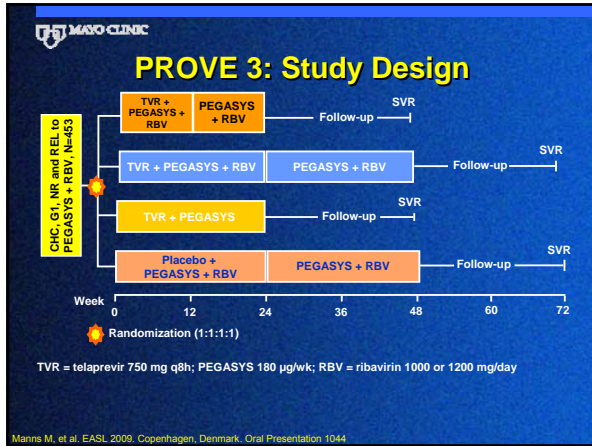 MAYO CLINIC
PROVE 3: Study Design
CHC, G1, NR and REL to
PEGASYS + RBV, N=453
TVR +
PEGASYS +
RBV
PEGASYS
+ RBV
Follow-up
SVR
TVR + PEGASYS + RBV
PEGASYS + RBV
Follow-up
SVR
TVR + PEGASYS
Follow-up
SVR
Placebo +
PEGASYS + RBV
PEGASYS + RBV
Follow-up
SVR
Week
0 12 24 36 48 60 72
Randomization (1:1:1:1)
TVR = telaprevir 750 mg q8h; PEGASYS 180 µg/wk; RBV = ribavirin 1000 or 1200 mg/day
Manns M, et al. EASL 2009. Copenhagen, Denmark. Oral Presentation 1044